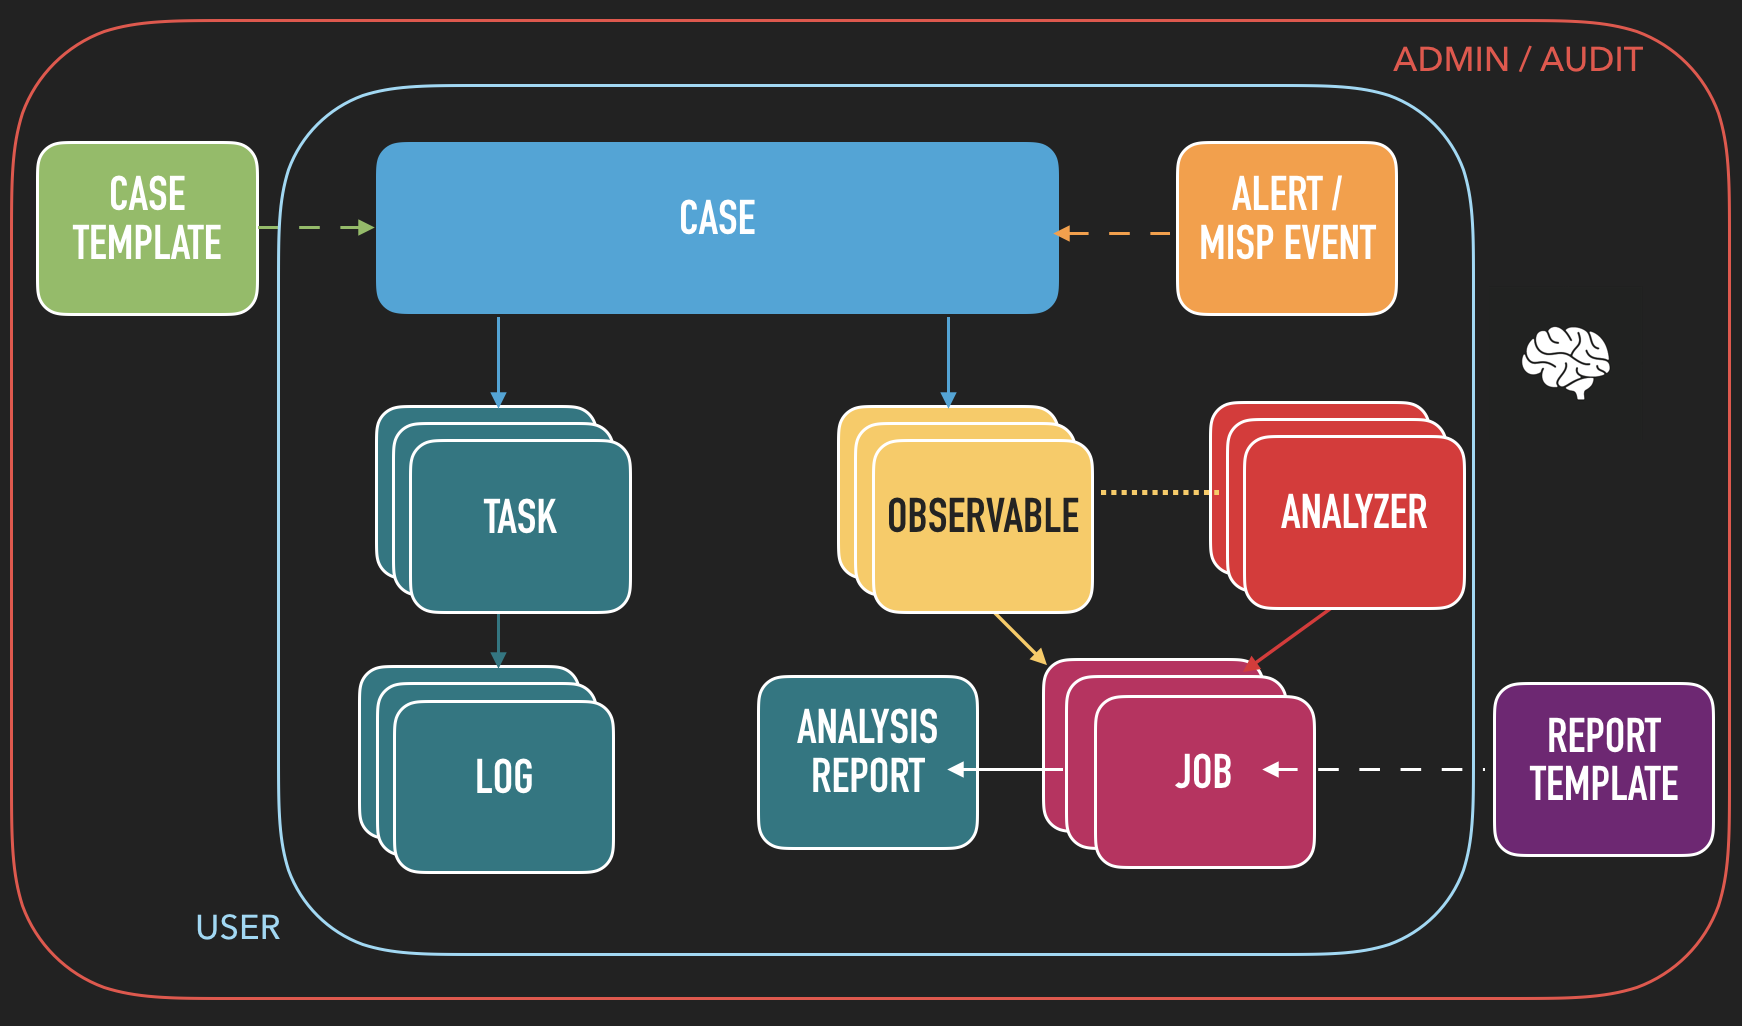 ADMIN / AUDIT
CASE
TEMPLATE
CASE
ALERT /
MISP EVENT
TASK
OBSERVABLE
ANALYZER
LOG
ANALYSIS
REPORT
JOB
REPORT
TEMPLATE
USER